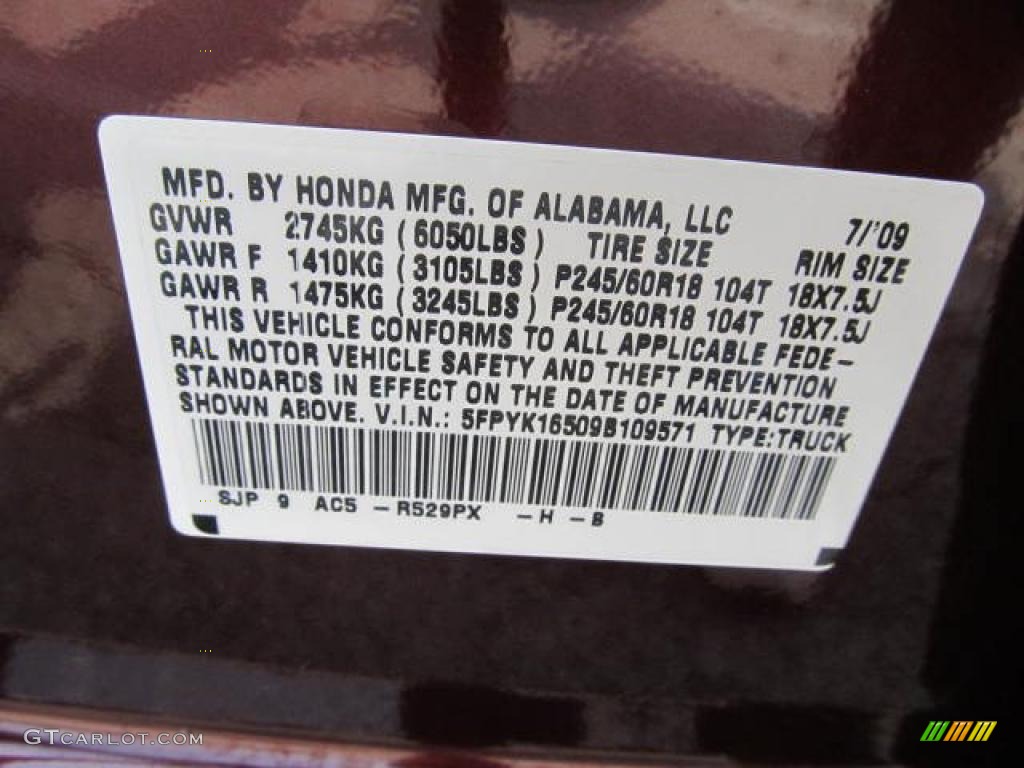 MFD. BY HONDA MFG. OF ALABAMA, LLC 7/'09
GVWR 2745KG (6050LBS) TIRE SIZE RIM SIZE
GAWR F 1410KG (3105LBS) P245/60R18 104T 18X7.5J
GAWR R 1475KG (3245LBS) P245/60R18 104T 18X7.5J
THIS VEHICLE CONFORMS TO ALL APPLICABLE FEDE-
RAL MOTOR VEHICLE SAFETY AND THEFT PREVENTION
STANDARDS IN EFFECT ON THE DATE OF MANUFACTURE
SHOWN ABOVE. V.I.N.: 5FPYK16509B109571 TYPE:TRUCK
SJP 9 AC5 -R529PX -H -B
GTCARLOT.COM